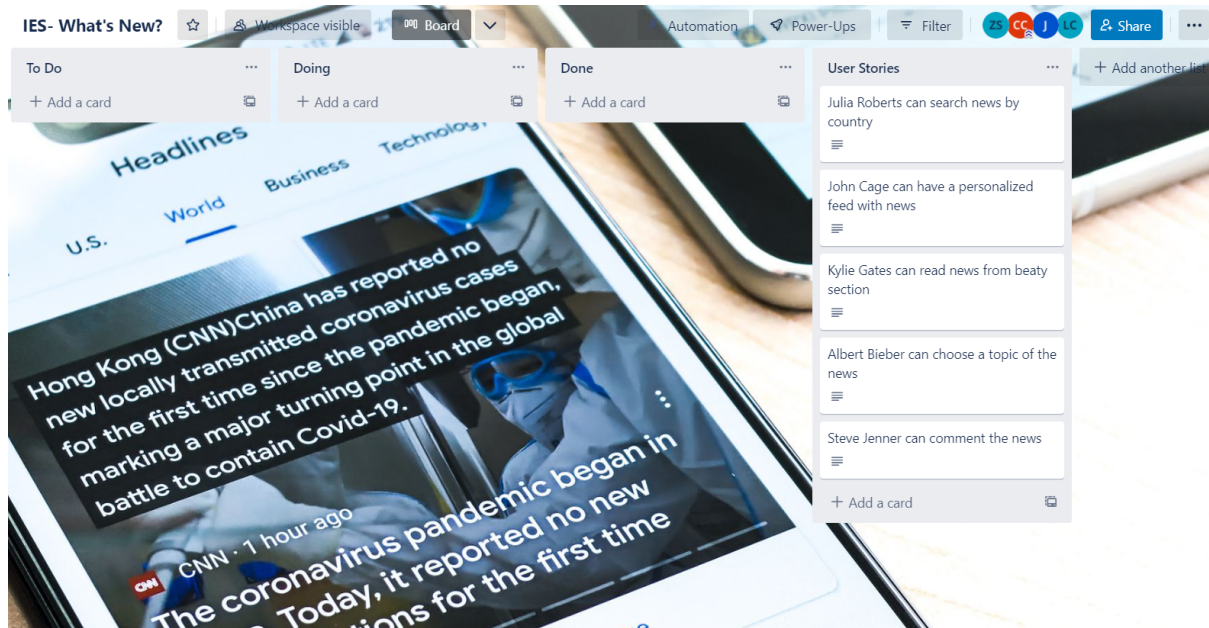 IES- What's New?
Workspace visible
Board
Automation
Power-Ups
Filter
ZS
CC
J
LC
Share
To Do
+ Add a card
Doing
+ Add a card
Done
+ Add a card
User Stories
Julia Roberts can search news by
country
John Cage can have a personalized
feed with news
Kylie Gates can read news from beaty
section
Albert Bieber can choose a topic of the
news
Steve Jenner can comment the news
+ Add a card
+ Add another list
Headlines
U.S.
World
Business
Technology
Hong Kong (CNN)China has reported no
new locally transmitted coronavirus cases
for the first time since the pandemic began,
marking a major turning point in the global
battle to contain Covid-19.
CNN
CNN · 1 hour ago
The coronavirus pandemic began in
Today, it reported no new
for the first time